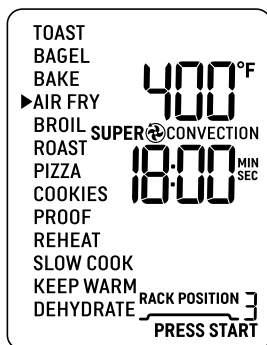 TOAST
BAGEL
BAKE
▶AIR FRY
BROIL
ROAST
PIZZA
COOKIES
PROOF
REHEAT
SLOW COOK
KEEP WARM
DEHYDRATE
400°F
SUPER CONVECTION
18:00 MIN SEC
RACK POSITION 3
PRESS START